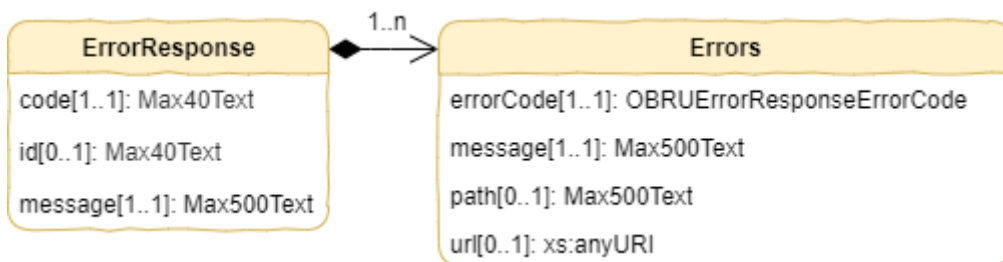 1..n
ErrorResponse
code[1..1]: Max40Text
id[0..1]: Max40Text
message[1..1]: Max500Text
Errors
errorCode[1..1]: OBRUErrorResponseErrorCode
message[1..1]: Max500Text
path[0..1]: Max500Text
url[0..1]: xs:anyURI